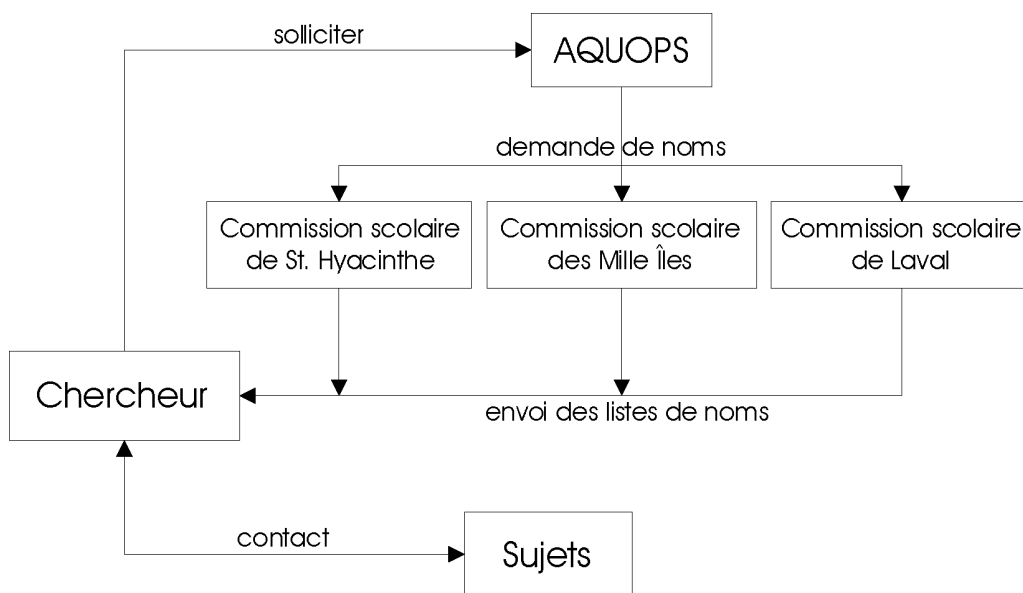 solliciter
AQUOPS
demande de noms
Commission scolaire
de St. Hyacinthe
Commission scolaire
des Mille Îles
Commission scolaire
de Laval
Chercheur
envoi des listes de noms
contact
Sujets